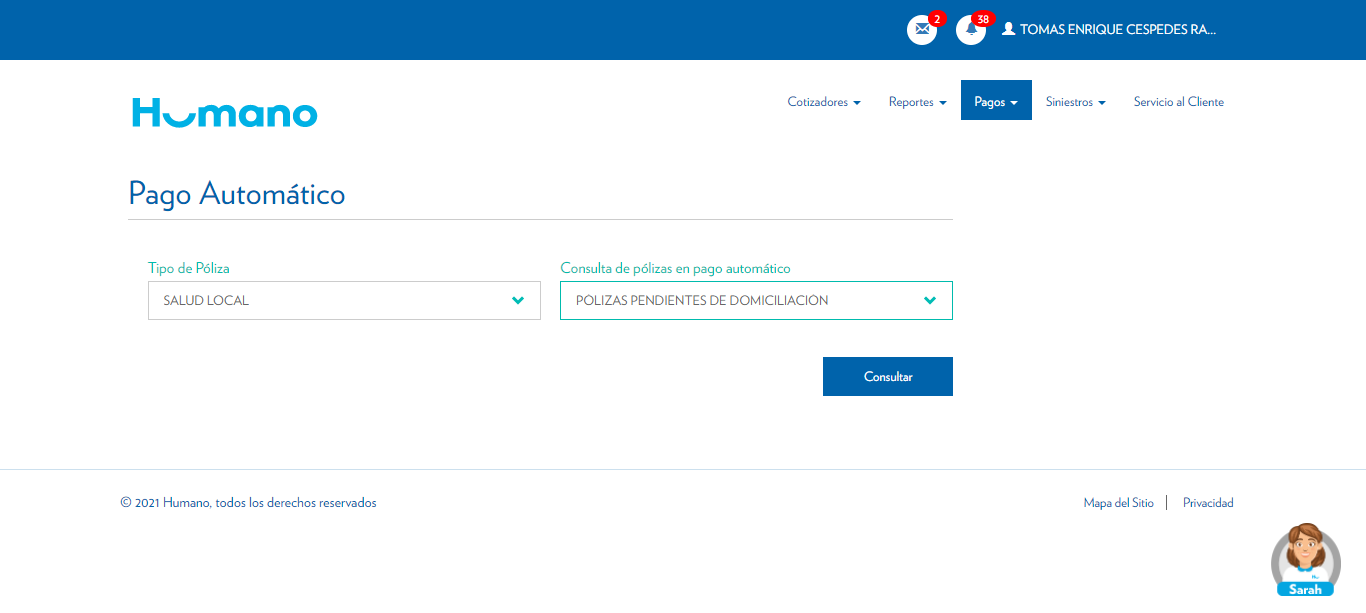 2
38
TOMAS ENRIQUE CESPEDES RA...
Humano
Cotizadores
Reportes
Pagos
Siniestros
Servicio al Cliente
Pago Automático
Tipo de Póliza
Consulta de pólizas en pago automático
SALUD LOCAL
POLIZAS PENDIENTES DE DOMICILIACION
Consultar
© 2021 Humano, todos los derechos reservados
Mapa del Sitio
Privacidad
Sarah